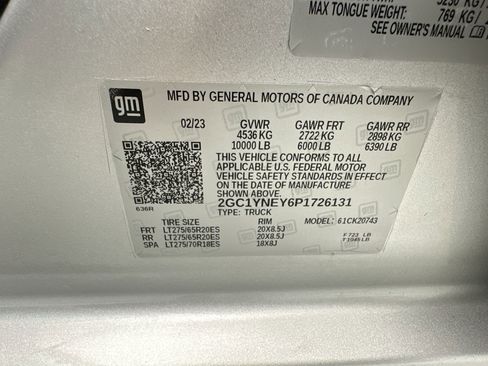 MAX TONGUE WEIGHT: 769 KG /
SEE OWNER'S MANUAL
gm
MFD BY GENERAL MOTORS OF CANADA COMPANY
02/23 GVWR GAWR FRT GAWR RR
4536 KG 2722 KG 2898 KG
10000 LB 6000 LB 6390LB
THIS VEHICLE CONFORMS TO ALL
APPLICABLE U.S. FEDERAL MOTOR
VEHICLE SAFETY STANDARDS IN EFFECT
ON THE DATE OF MANUFACTURE SHOWN ABOVE.
2GC1YNEY6P1726131
636R TYPE: TRUCK MODEL: 61CK20743
TIRE SIZE RIM
FRT LT275/65R20ES 20X8.5J F 723 LB
RR LT275/65R20ES 20X8.5J T 1045 LB
SPA LT275/70R18ES 18X8J